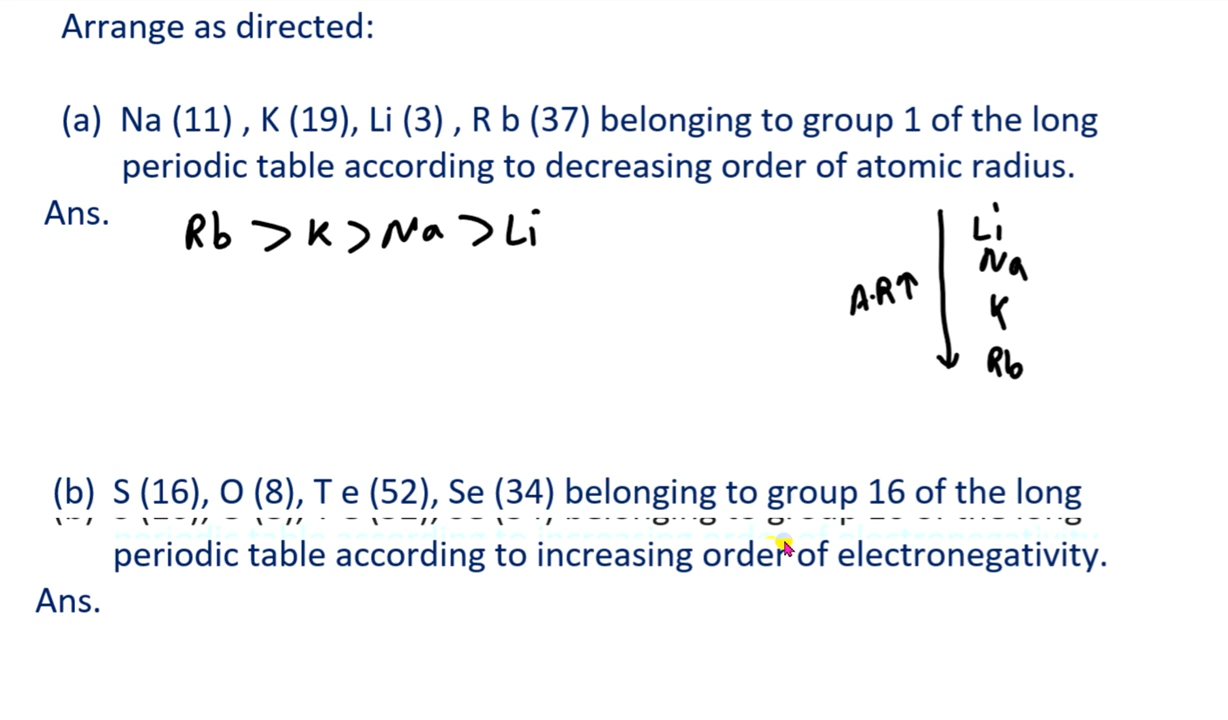 Arrange as directed:
(a) Na (11) , K (19), Li (3) , R b (37) belonging to group 1 of the long
periodic table according to decreasing order of atomic radius.
Ans.
Rb > K > Na > Li
Li
Na
A.R↑
K
Rb
(b) S (16), O (8), T e (52), Se (34) belonging to group 16 of the long
periodic table according to increasing order of electronegativity.
Ans.